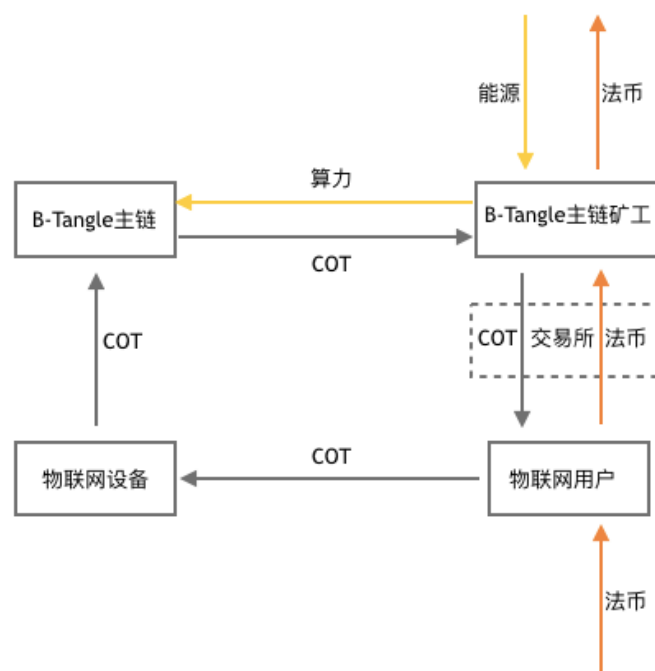 能源
法币
算力
B-Tangle主链
B-Tangle主链矿工
COT
COT
COT
交易所
法币
COT
物联网设备
物联网用户
法币